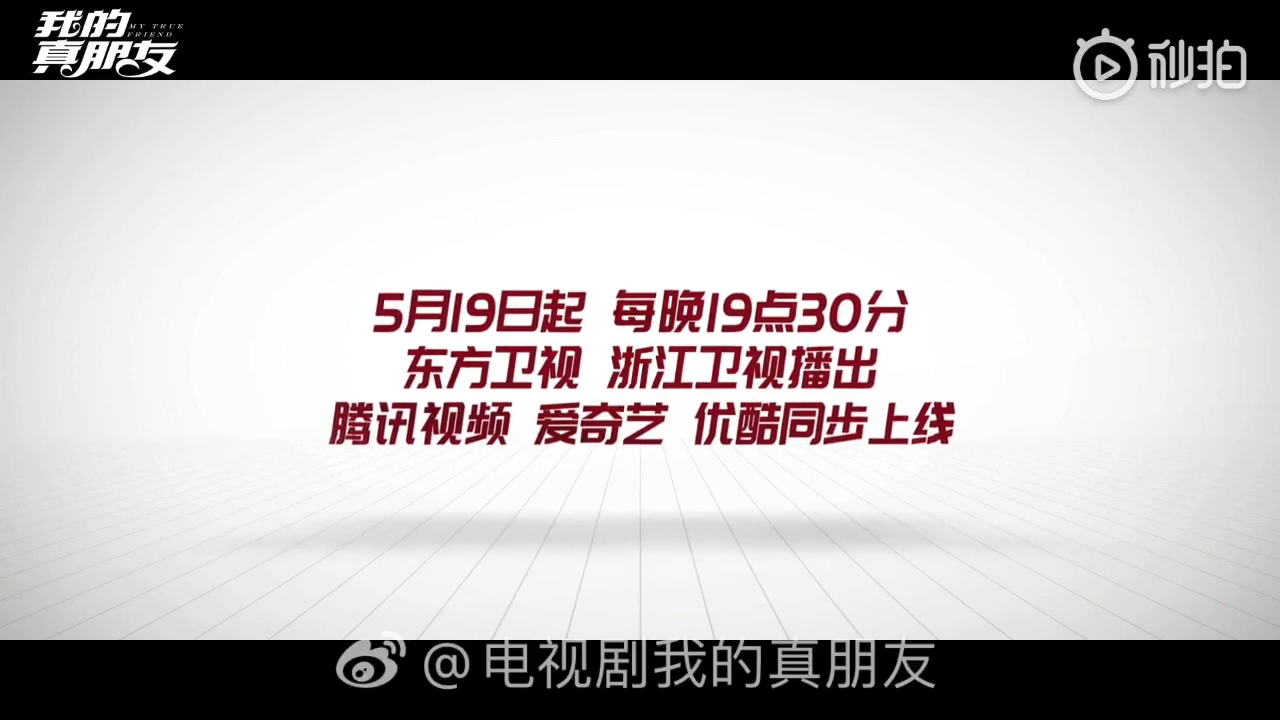 我的
MY TRUE
FRIEND
真朋友
秒拍
5月19日起 每晚19点30分
东方卫视 浙江卫视播出
腾讯视频 爱奇艺 优酷同步上线
@电视剧我的真朋友